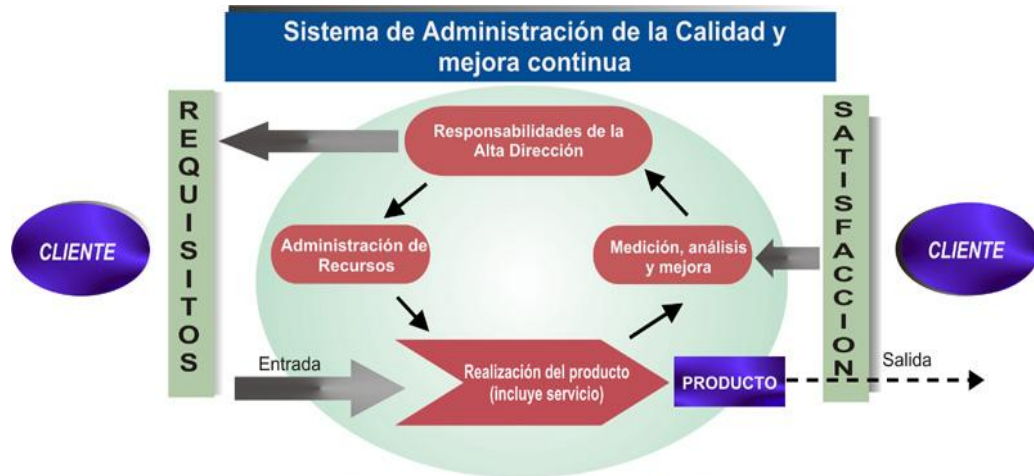 Sistema de Administración de la Calidad y
mejora continua
REQUISITOS
Responsabilidades de la
Alta Dirección
SATISFACCION
CLIENTE
Administración de
Recursos
Medición, análisis
y mejora
CLIENTE
Entrada
Realización del producto
(incluye servicio)
PRODUCTO
Salida